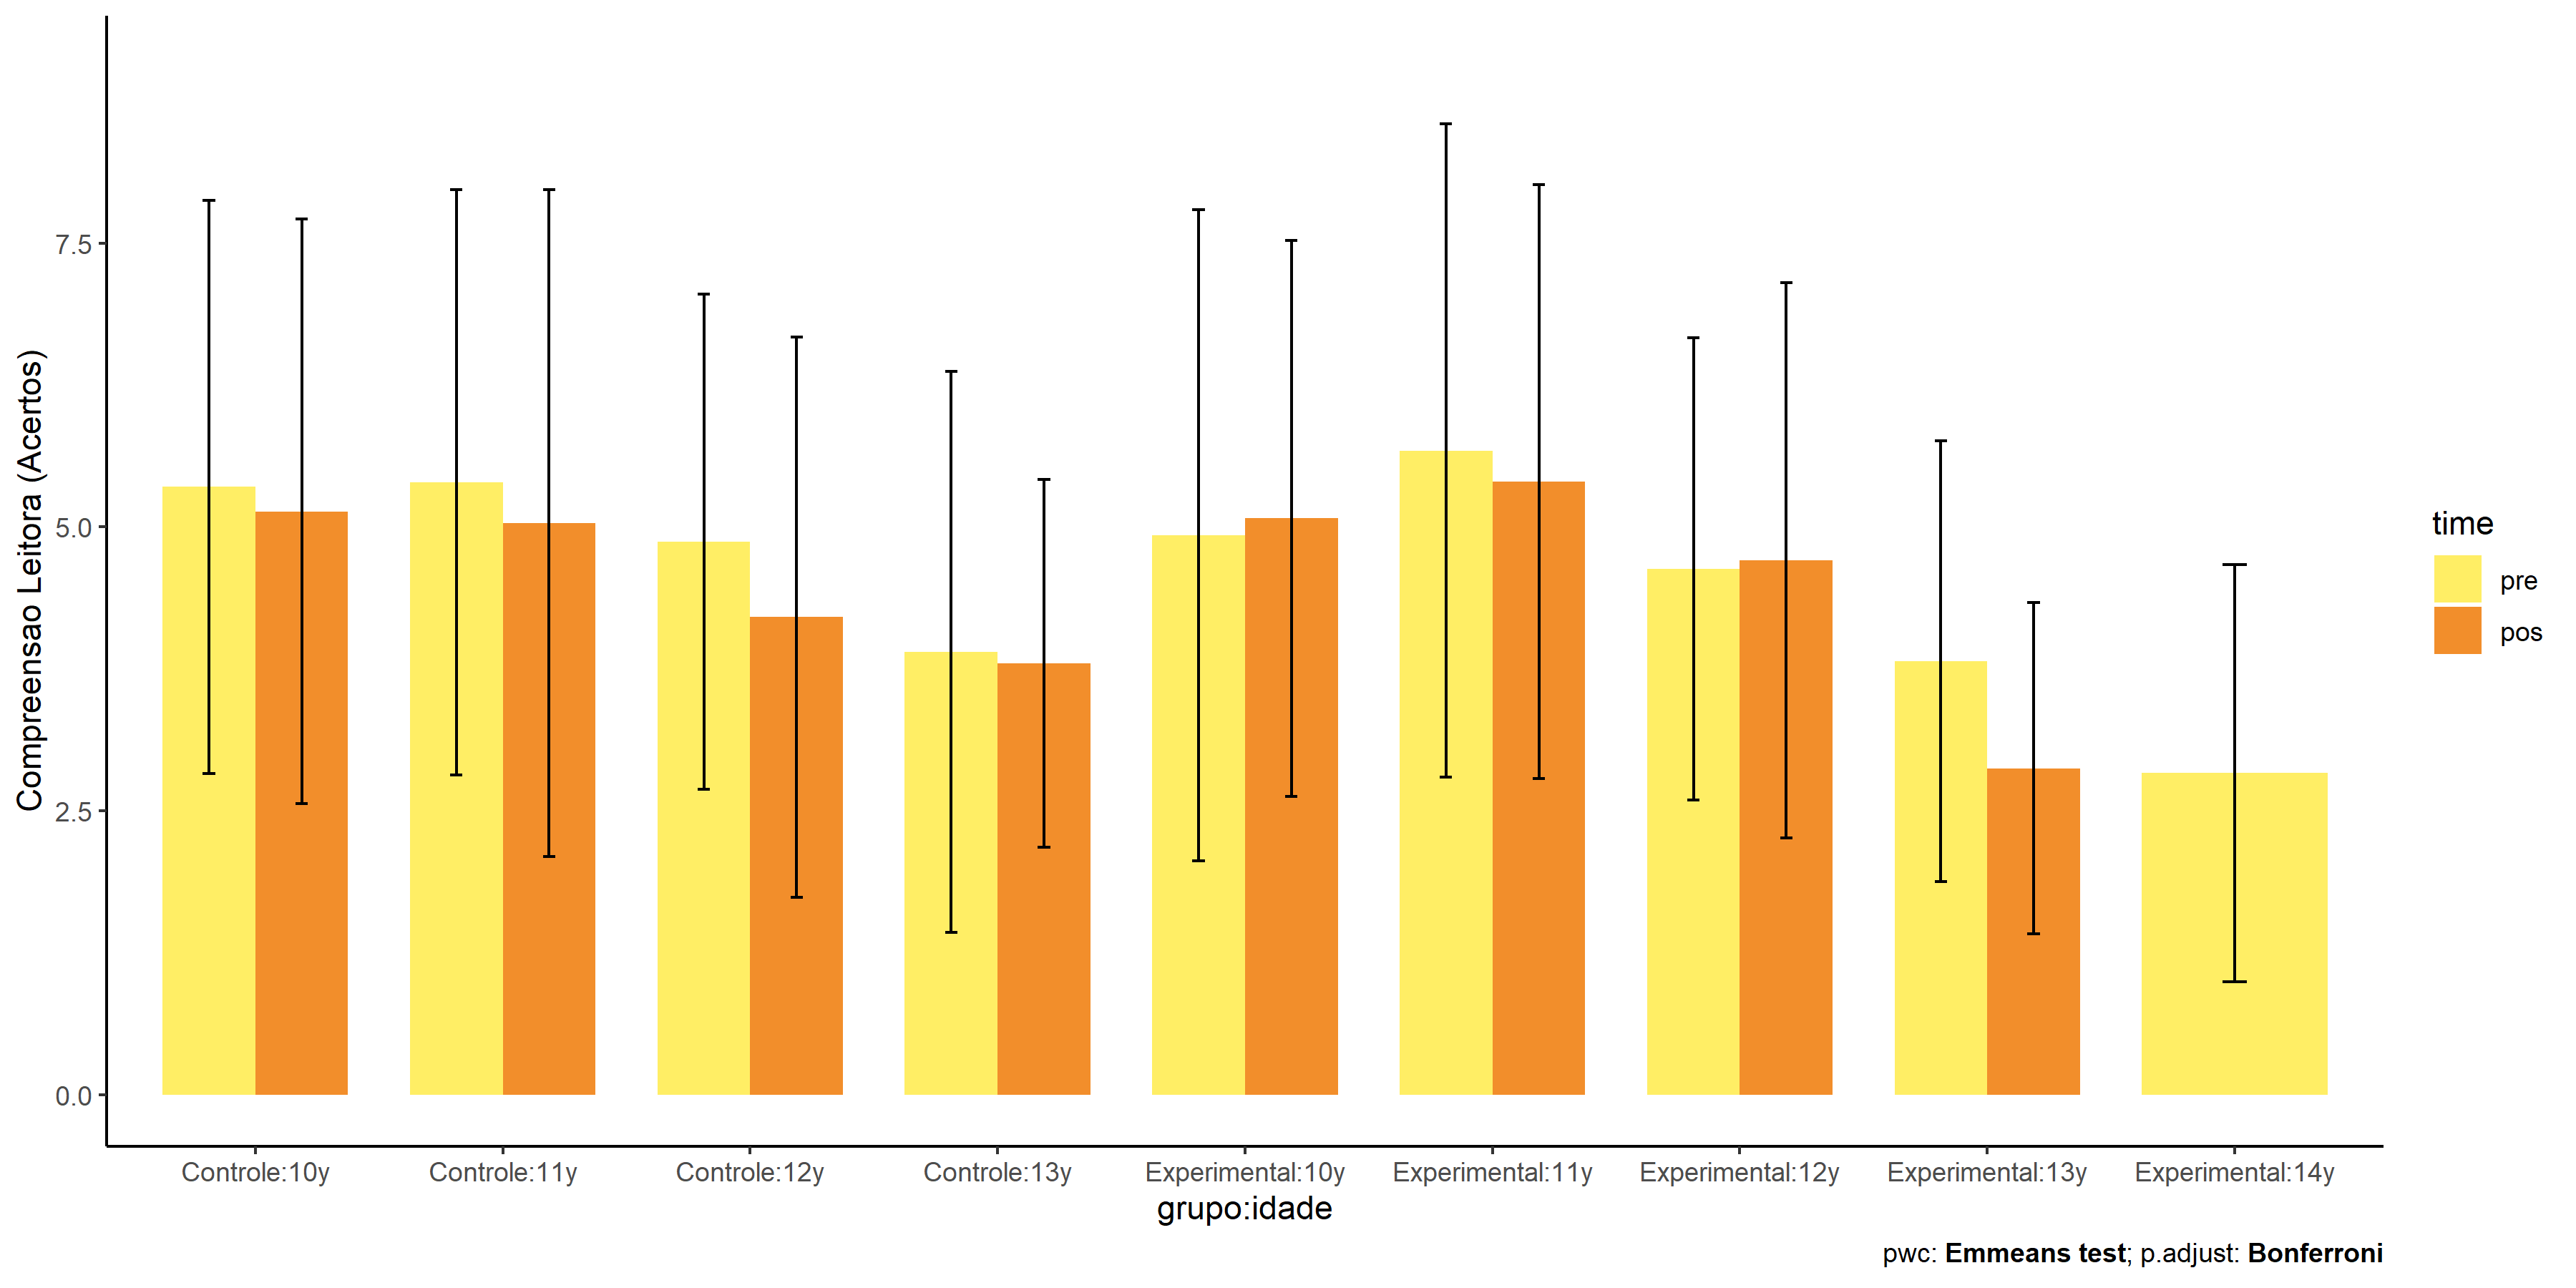 Compreensao Leitora (Acertos)
7.5
5.0
2.5
0.0
Controle:10y
Controle:11y
Controle:12y
Controle:13y
Experimental:10y
Experimental:11y
Experimental:12y
Experimental:13y
Experimental:14y
grupo:idade
time
pre
pos
pwc: Emmeans test; p.adjust: Bonferroni